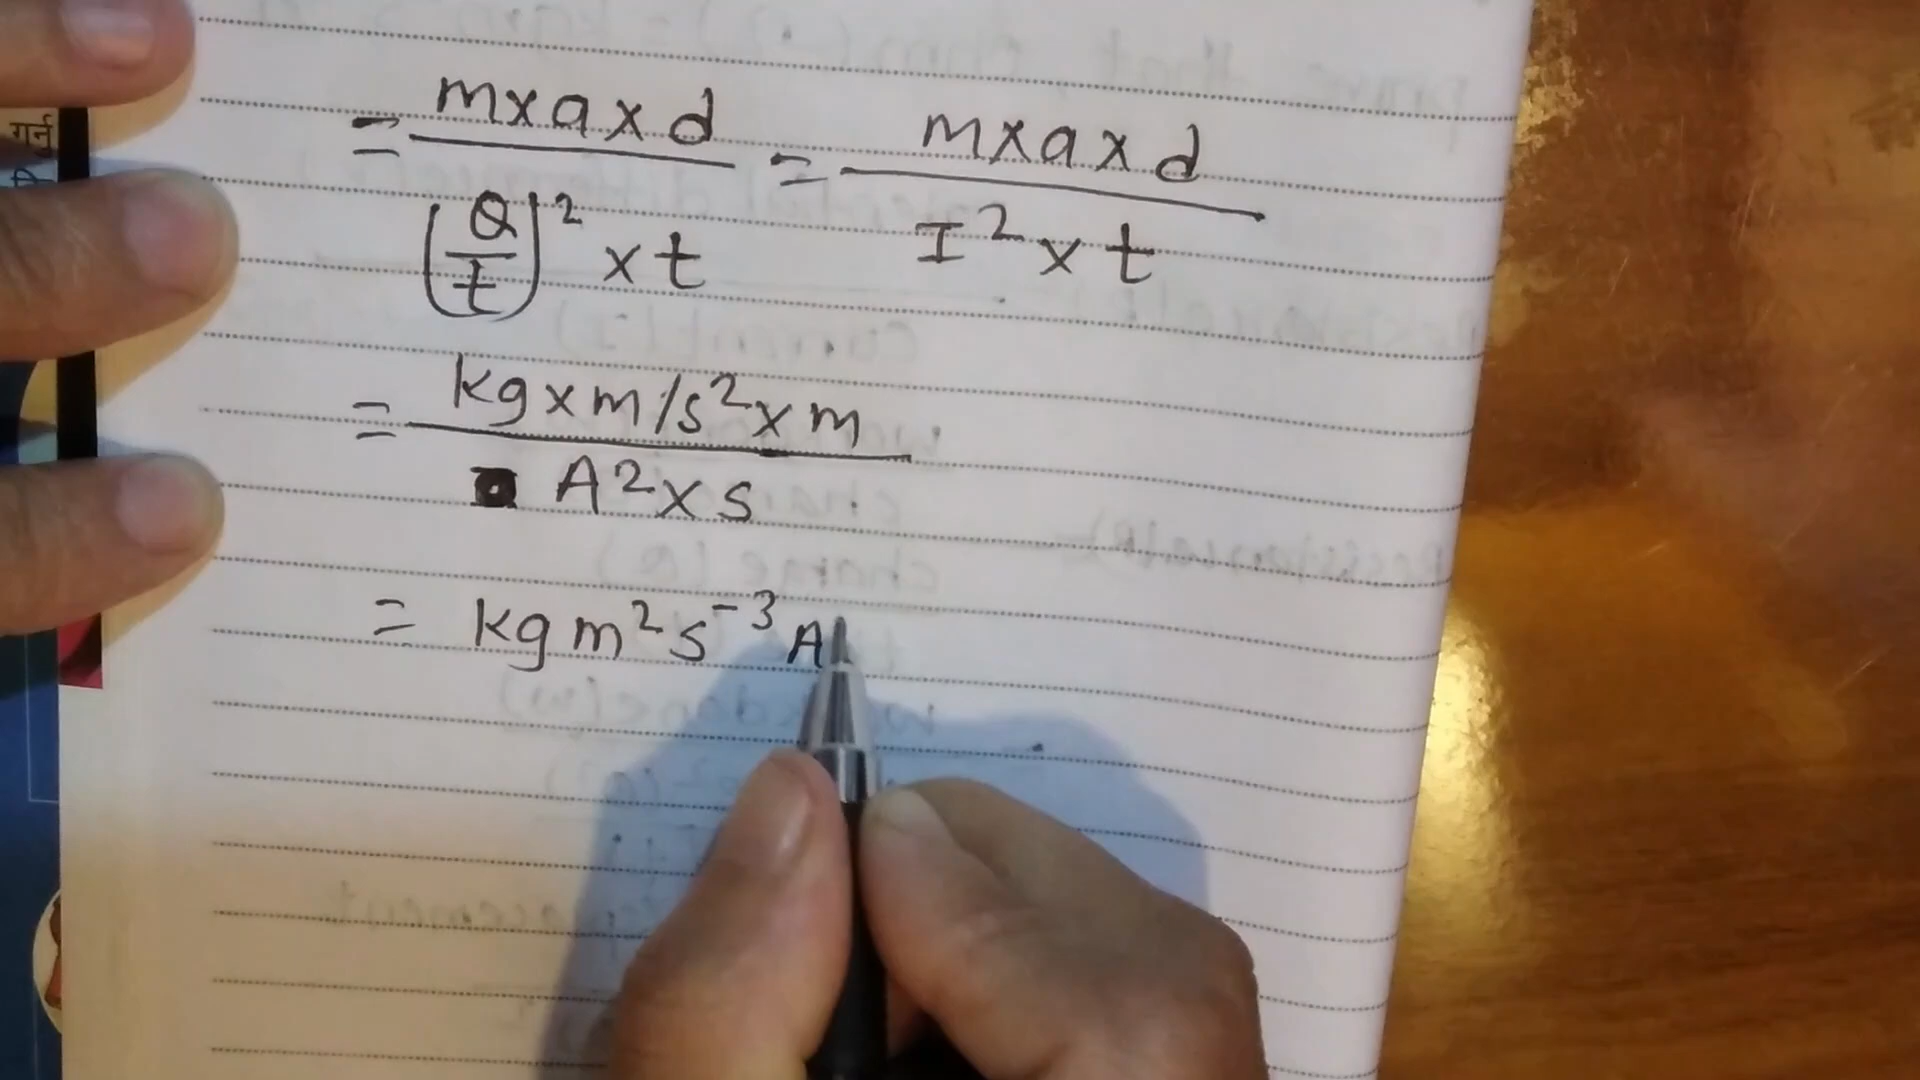 गर्न
= m x a x d / (Q/t)² x t = m x a x d / I² x t
= kg x m/s² x m / A² x s
= kg m² s⁻³ A